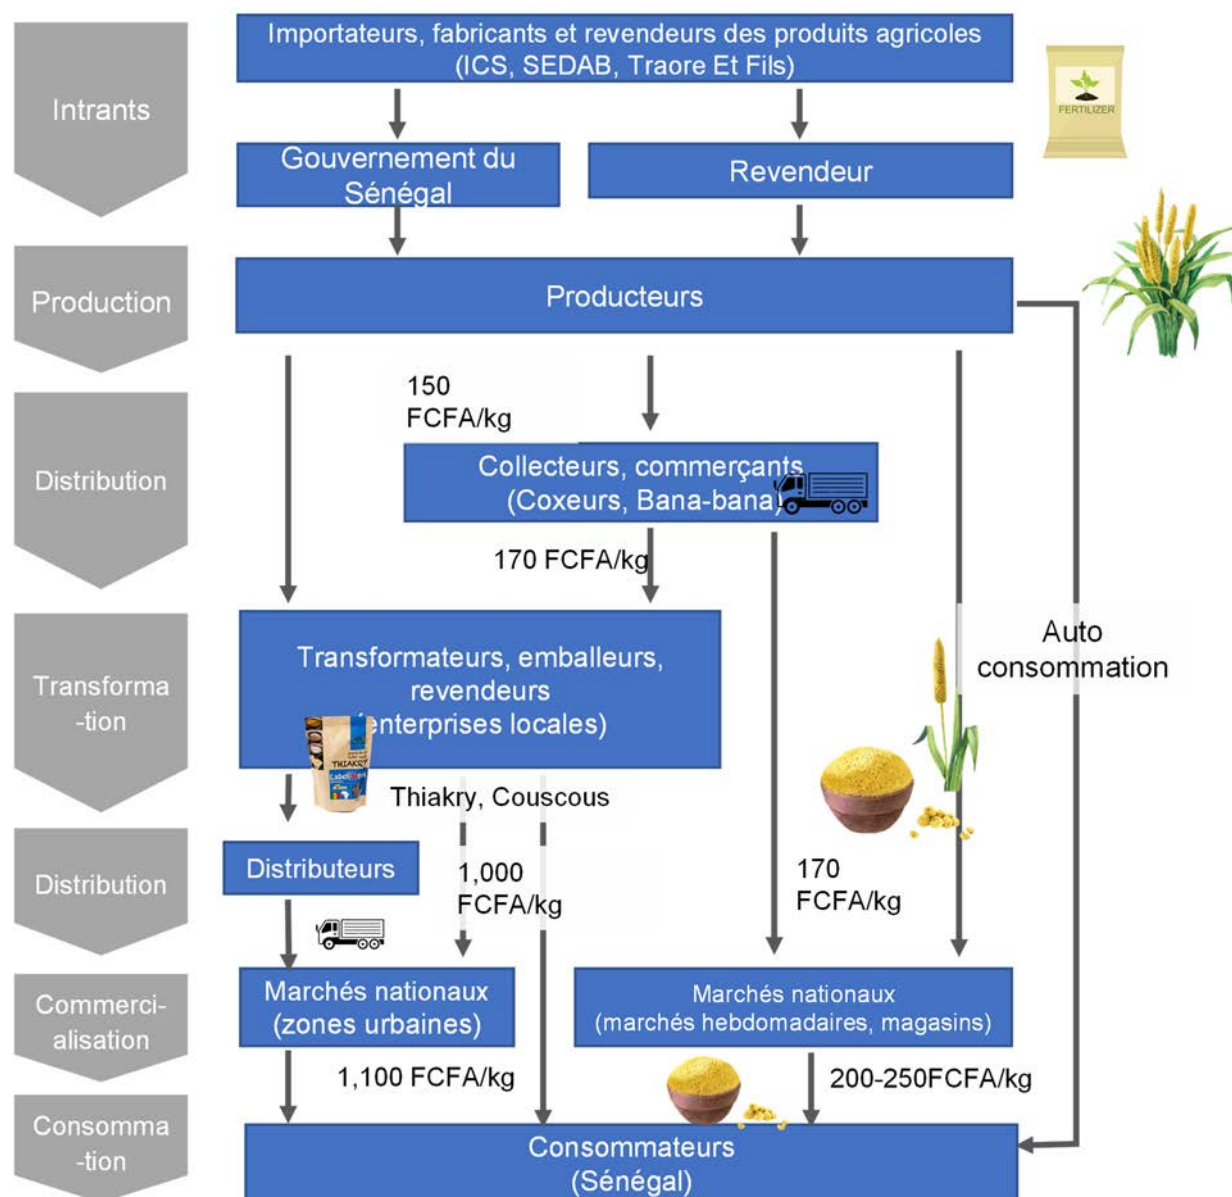 Importateurs, fabricants et revendeurs des produits agricoles
(ICS, SEDAB, Traore Et Fils)
Intrants
FERTILIZER
Gouvernement du
Sénégal
Revendeur
Production
Producteurs
150
FCFA/kg
Distribution
Collecteurs, commerçants
(Coxeurs, Bana-bana)
170 FCFA/kg
Auto
consommation
Transforma
-tion
Transformateurs, emballeurs,
revendeurs
(enterprises locales)
THIAKRY
Thiakry, Couscous
Distribution
Distributeurs
1,000
FCFA/kg
170
FCFA/kg
Commerci-
alisation
Marchés nationaux
(zones urbaines)
Marchés nationaux
(marchés hebdomadaires, magasins)
1,100 FCFA/kg
200-250FCFA/kg
Consomma
-tion
Consommateurs
(Sénégal)